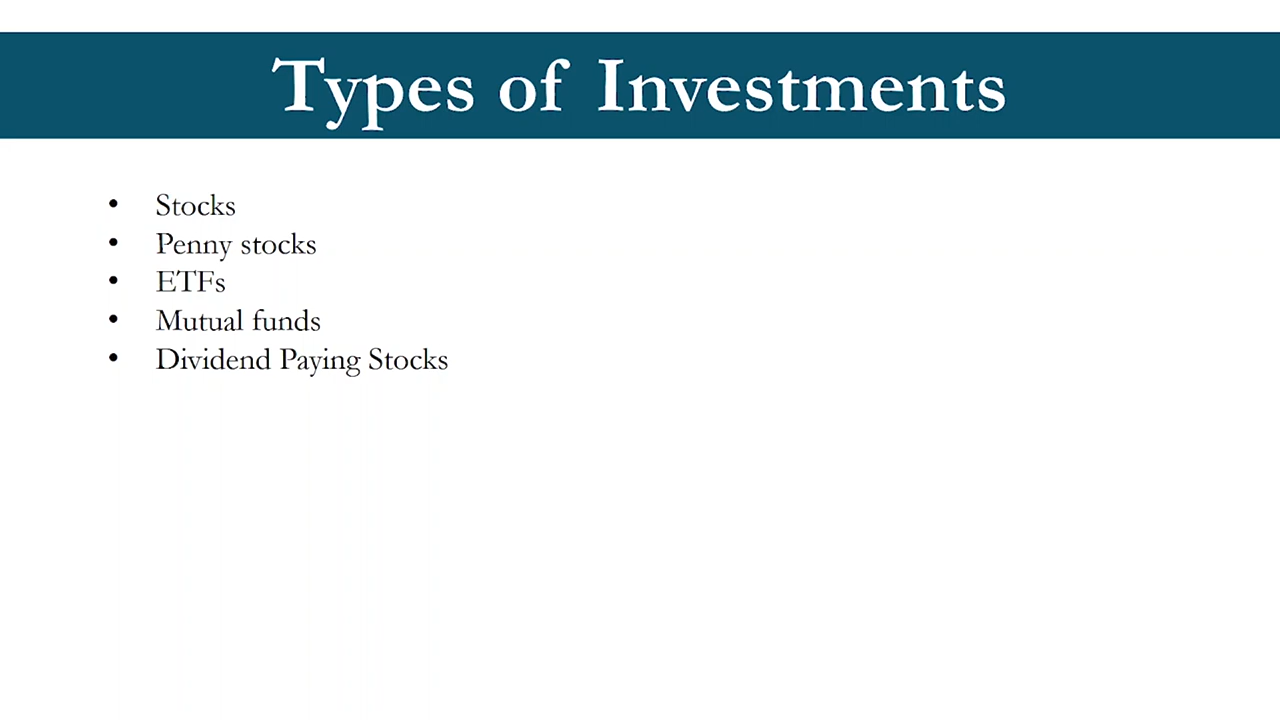 Types of Investments
• Stocks
• Penny stocks
• ETFs
• Mutual funds
• Dividend Paying Stocks